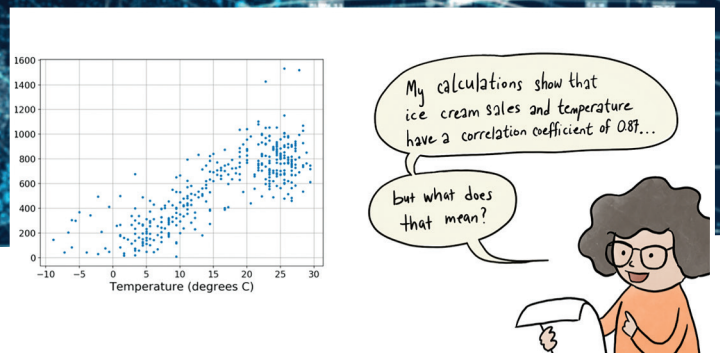 1600
1400
1200
1000
800
600
400
200
0
−10 −5 0 5 10 15 20 25 30
Temperature (degrees C)
My calculations show that
ice cream sales and temperature
have a correlation coefficient of 0.87...
but what does
that mean?